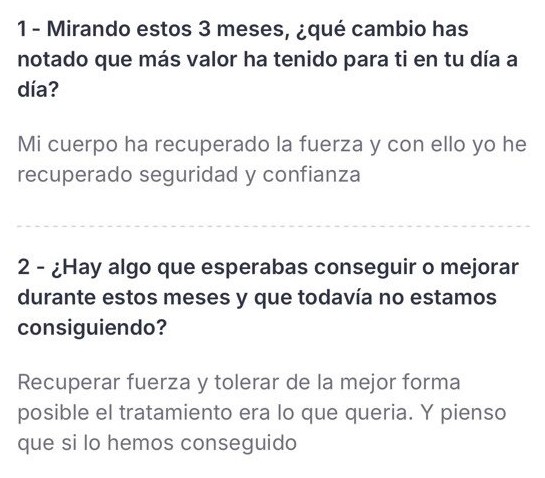 1 - Mirando estos 3 meses, ¿qué cambio has
notado que más valor ha tenido para ti en tu día a
día?
Mi cuerpo ha recuperado la fuerza y con ello yo he
recuperado seguridad y confianza
2 - ¿Hay algo que esperabas conseguir o mejorar
durante estos meses y que todavía no estamos
consiguiendo?
Recuperar fuerza y tolerar de la mejor forma
posible el tratamiento era lo que queria. Y pienso
que si lo hemos conseguido